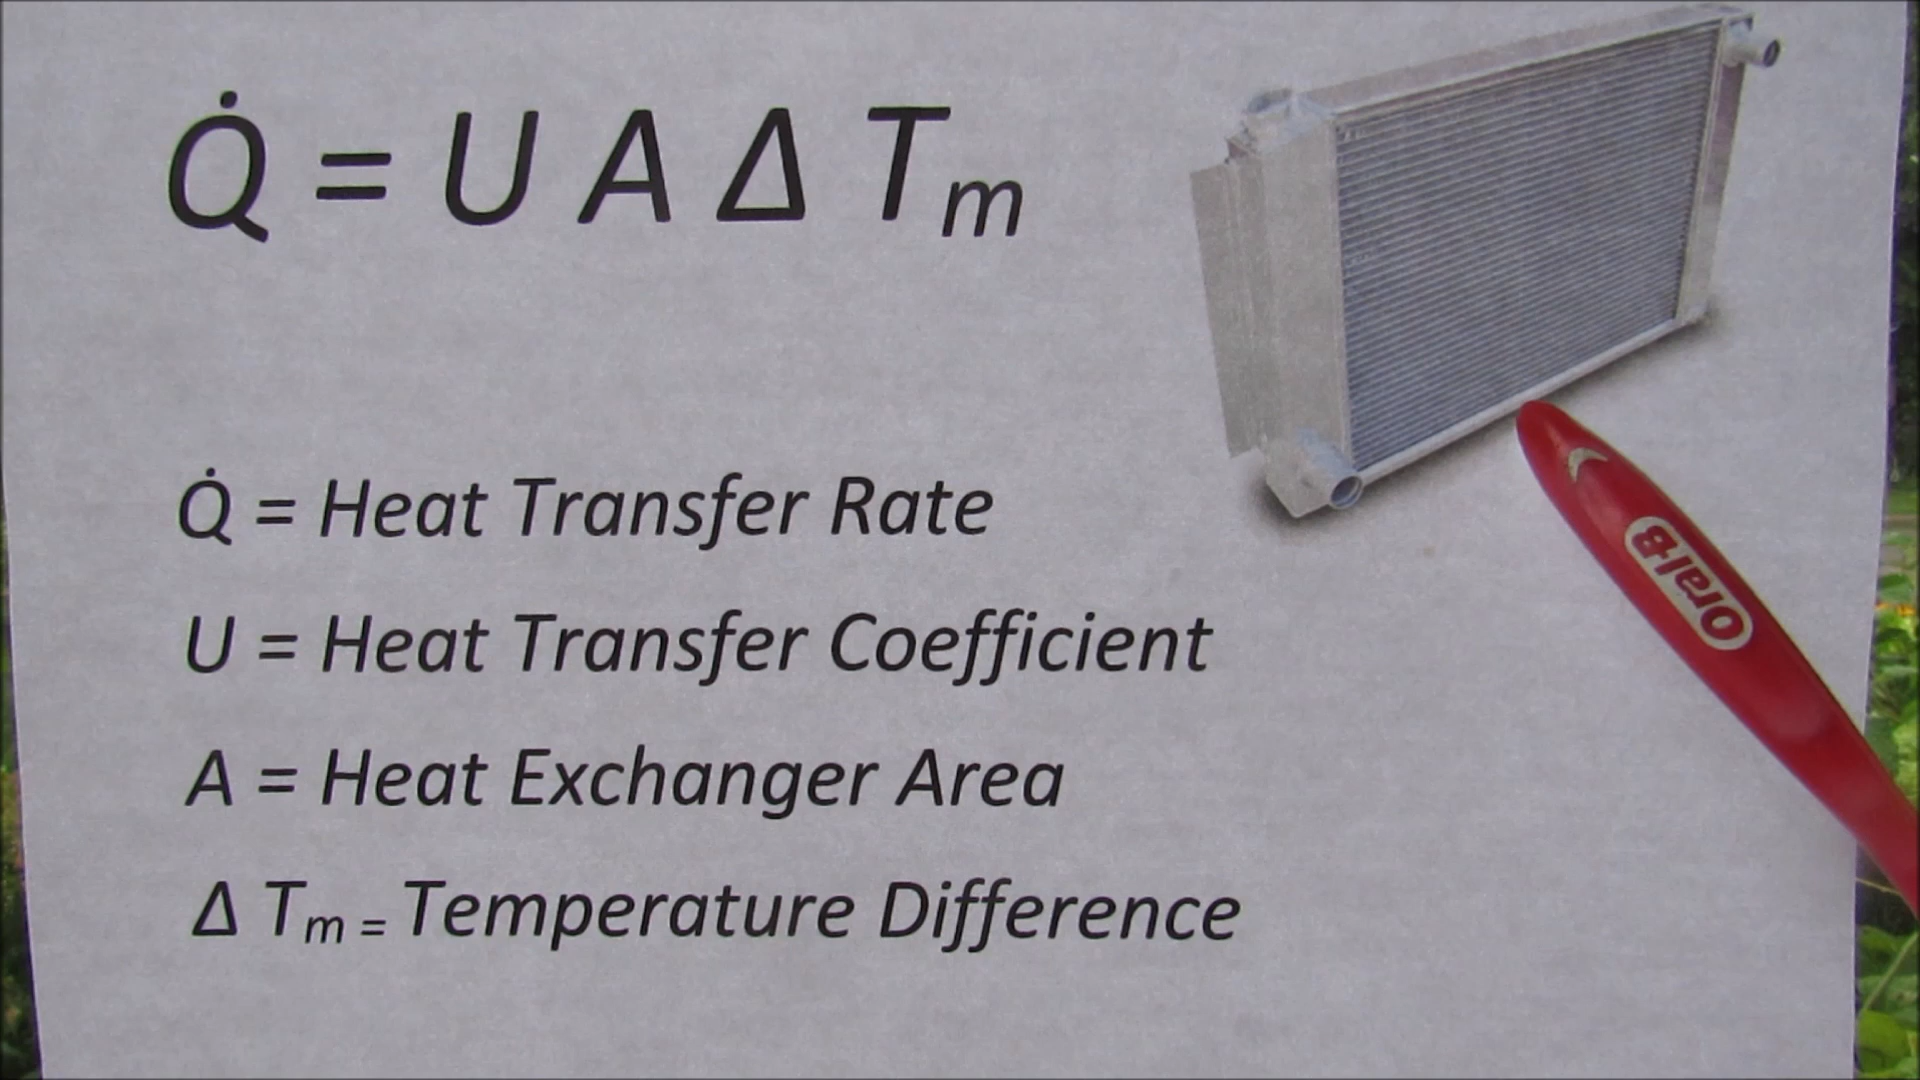 Q̇ = U A Δ Tm
Q̇ = Heat Transfer Rate
U = Heat Transfer Coefficient
A = Heat Exchanger Area
Δ Tm = Temperature Difference
Oral-B